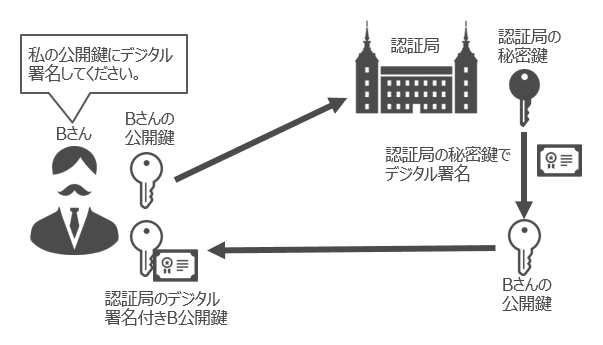 私の公開鍵にデジタル
署名してください。
Bさん
Bさんの
公開鍵
認証局
認証局の
秘密鍵
認証局の秘密鍵で
デジタル署名
Bさんの
公開鍵
認証局のデジタル
署名付きB公開鍵